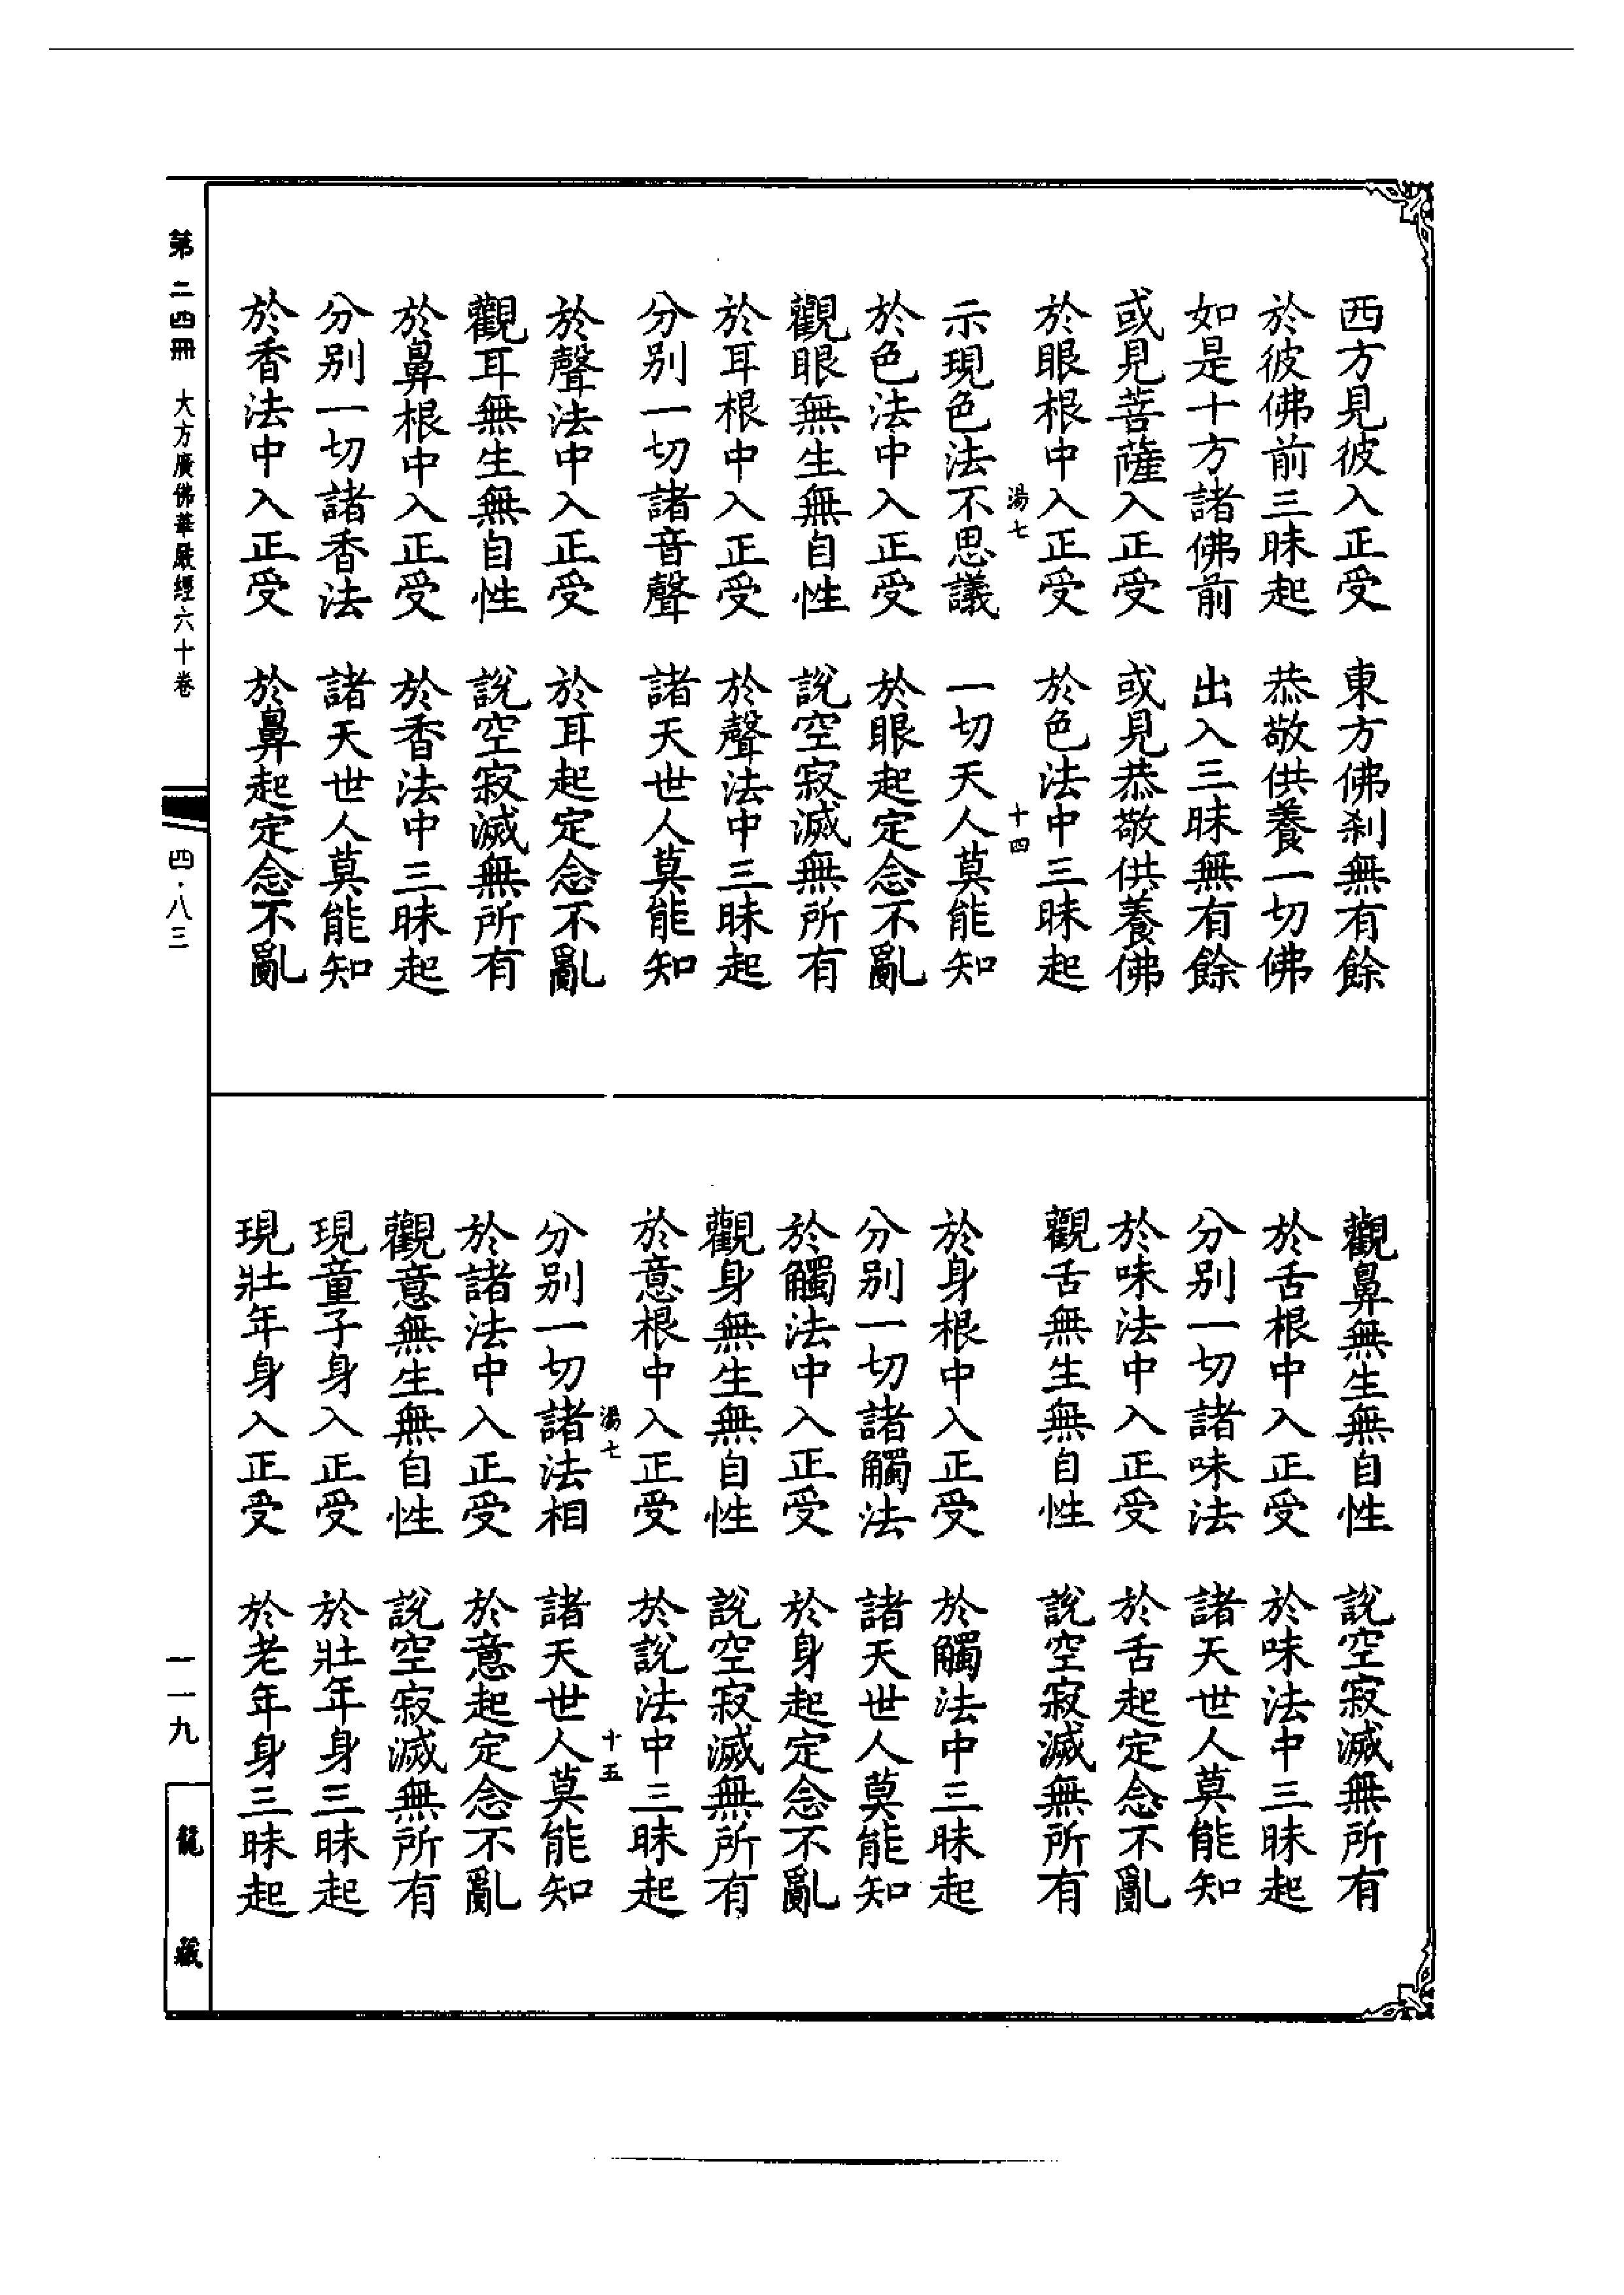 西方見彼入正受　東方佛刹無有餘
於彼佛前三昧起　恭敬供養一切佛
如是十方諸佛前　出入三昧無有餘
或見菩薩入正受　或見恭敬供養佛
於眼根中入正受　於色法中三昧起
湯七　十四
示現色法不思議　一切天人莫能知
於色法中入正受　於眼起定念不亂
觀眼無生無自性　說空寂滅無所有
於耳根中入正受　於聲法中三昧起
分别一切諸音聲　諸天世人莫能知
於聲法中入正受　於耳起定念不亂
觀耳無生無自性　說空寂滅無所有
於鼻根中入正受　於香法中三昧起
分别一切諸香法　諸天世人莫能知
於香法中入正受　於鼻起定念不亂
觀鼻無生無自性　說空寂滅無所有
於舌根中入正受　於味法中三昧起
分别一切諸味法　諸天世人莫能知
於味法中入正受　於舌起定念不亂
觀舌無生無自性　說空寂滅無所有
於身根中入正受　於觸法中三昧起
分别一切諸觸法　諸天世人莫能知
於觸法中入正受　於身起定念不亂
觀身無生無自性　說空寂滅無所有
於意根中入正受　於說法中三昧起
湯七　十五
分别一切諸法相　諸天世人莫能知
於諸法中入正受　於意起定念不亂
觀意無生無自性　說空寂滅無所有
現童子身入正受　於壯年身三昧起
現壯年身入正受　於老年身三昧起
第二四冊　大方廣佛華嚴經六十卷　四·八三　一一九　龍藏